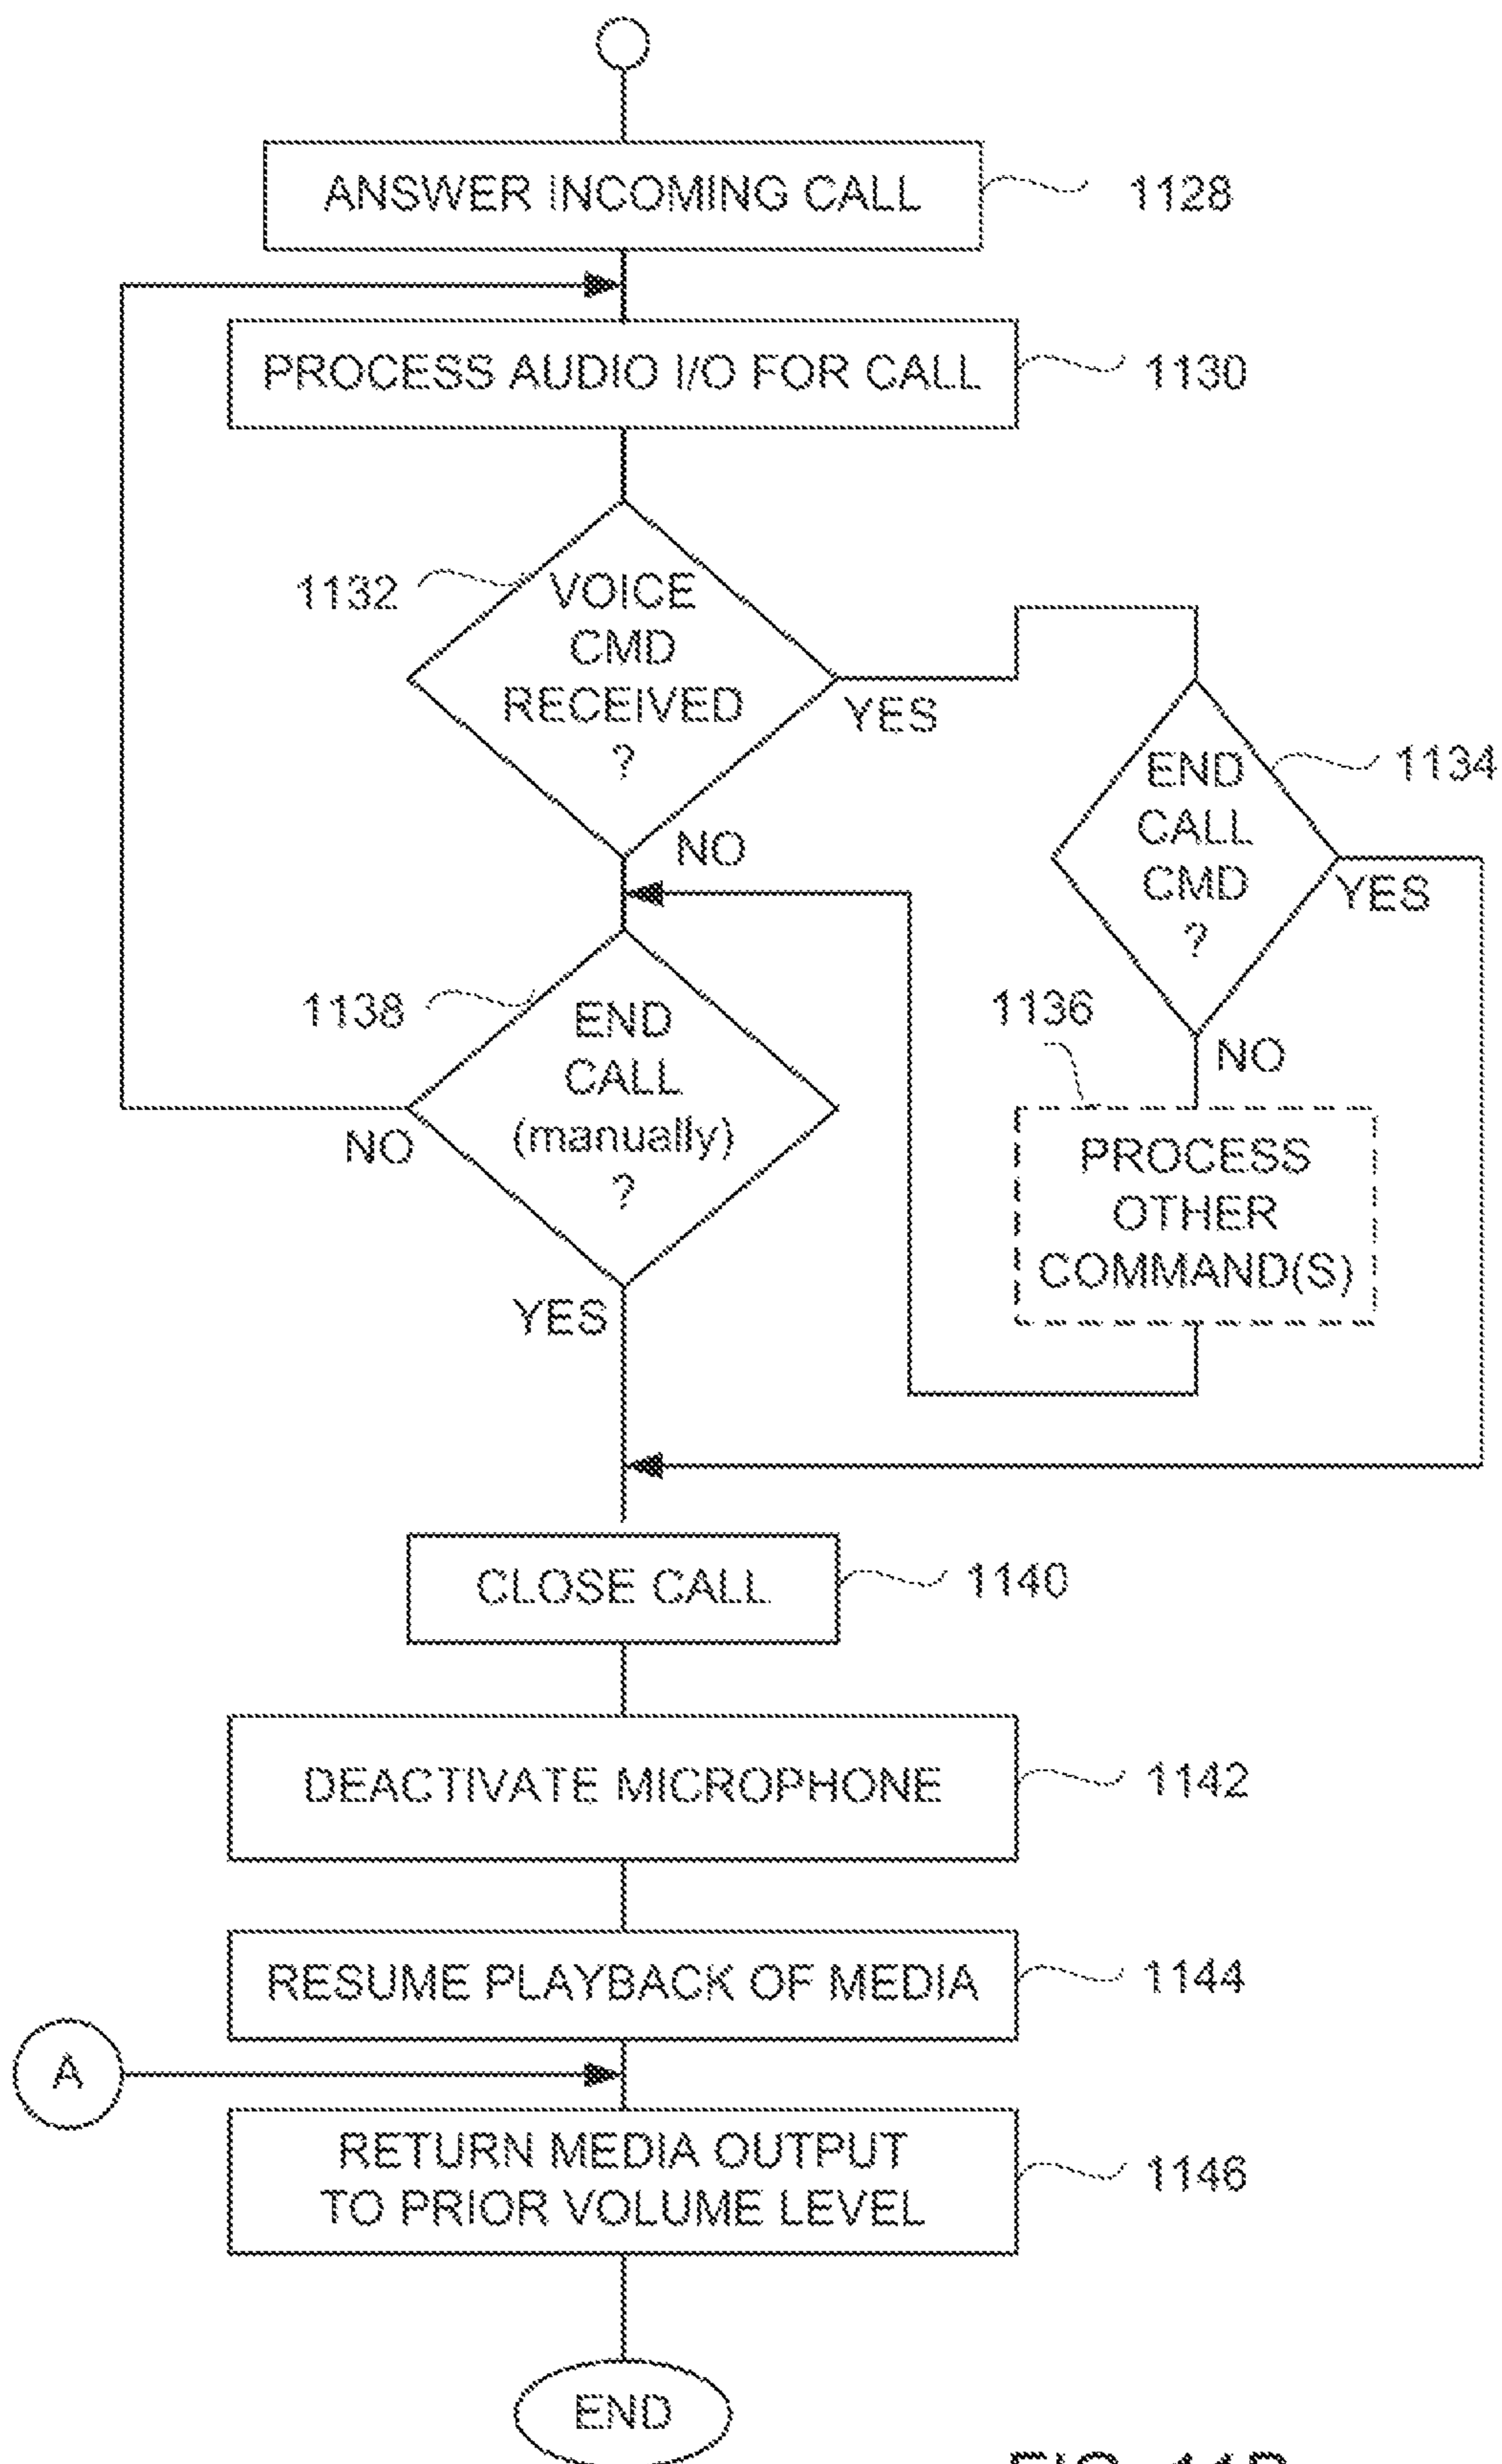 ANSWER INCOMING CALL
1128
PROCESS AUDIO I/O FOR CALL
1130
1132
VOICE
CMD
RECEIVED
?
YES
NO
1134
END
CALL
CMD
?
YES
NO
1136
PROCESS
OTHER
COMMAND(S)
1138
END
CALL
(manually)
?
NO
YES
CLOSE CALL
1140
DEACTIVATE MICROPHONE
1142
RESUME PLAYBACK OF MEDIA
1144
A
RETURN MEDIA OUTPUT
TO PRIOR VOLUME LEVEL
1146
END